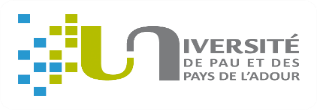 UNIVERSITÉ
DE PAU ET DES
PAYS DE L'ADOUR